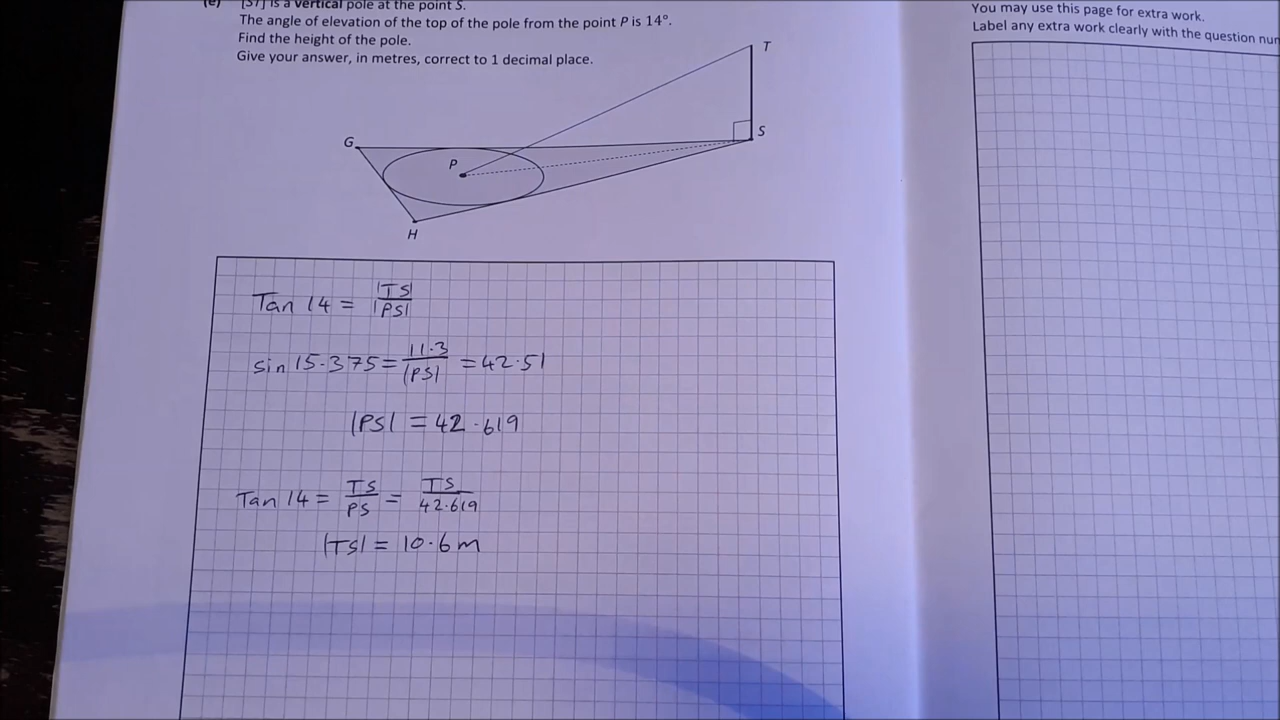 (e) [ST] is a vertical pole at the point S.
The angle of elevation of the top of the pole from the point P is 14°.
Find the height of the pole.
Give your answer, in metres, correct to 1 decimal place.
T
S
G
P
H
Tan 14 = |TS| / |PS|
sin 15.375 = 11.3 / |PS| = 42.51
|PS| = 42.619
Tan 14 = TS / PS = TS / 42.619
|TS| = 10.6 m
You may use this page for extra work.
Label any extra work clearly with the question